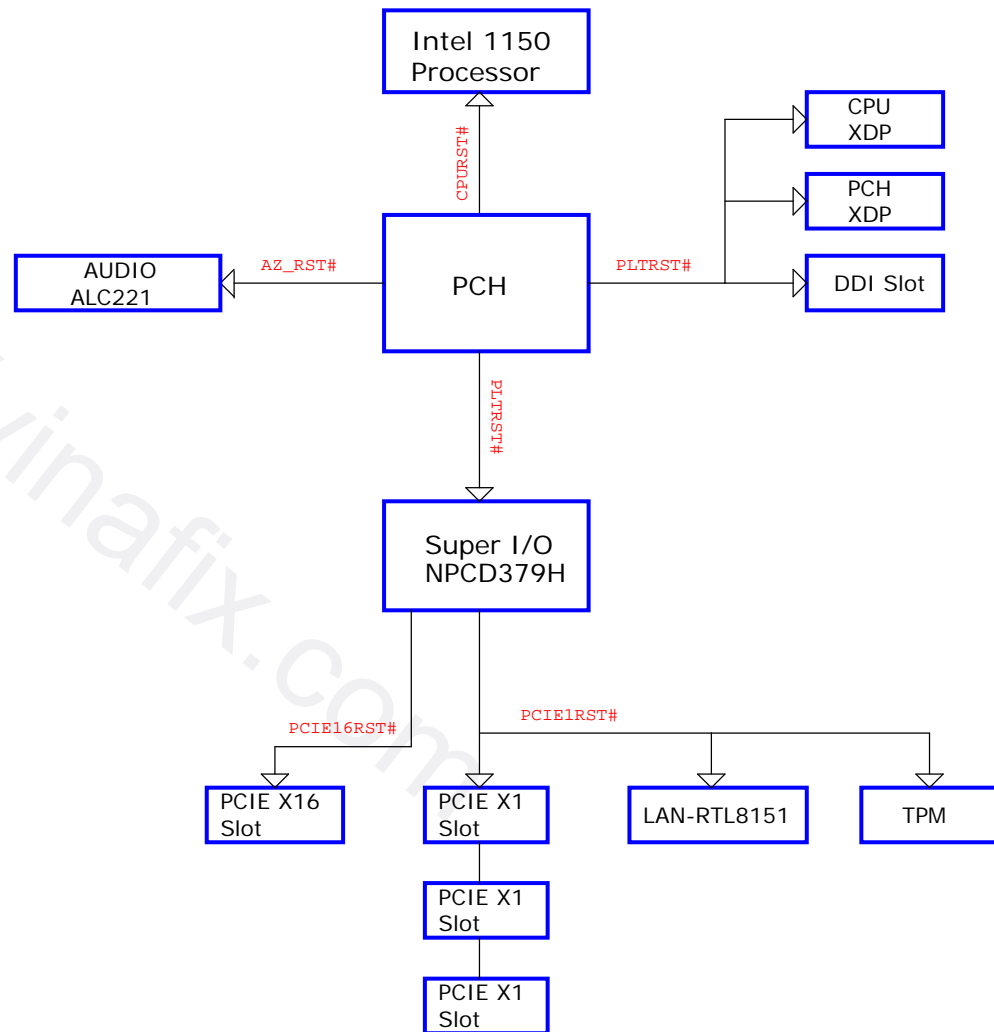 Intel 1150
Processor
CPU
XDP
CPURST#
PCH
XDP
AUDIO
ALC221
AZ_RST#
PCH
PLTRST#
DDI Slot
PLTRST#
Super I/O
NPCD379H
PCIE16RST#
PCIE1RST#
PCIE X16
Slot
PCIE X1
Slot
LAN-RTL8151
TPM
PCIE X1
Slot
PCIE X1
Slot
vinafix.com